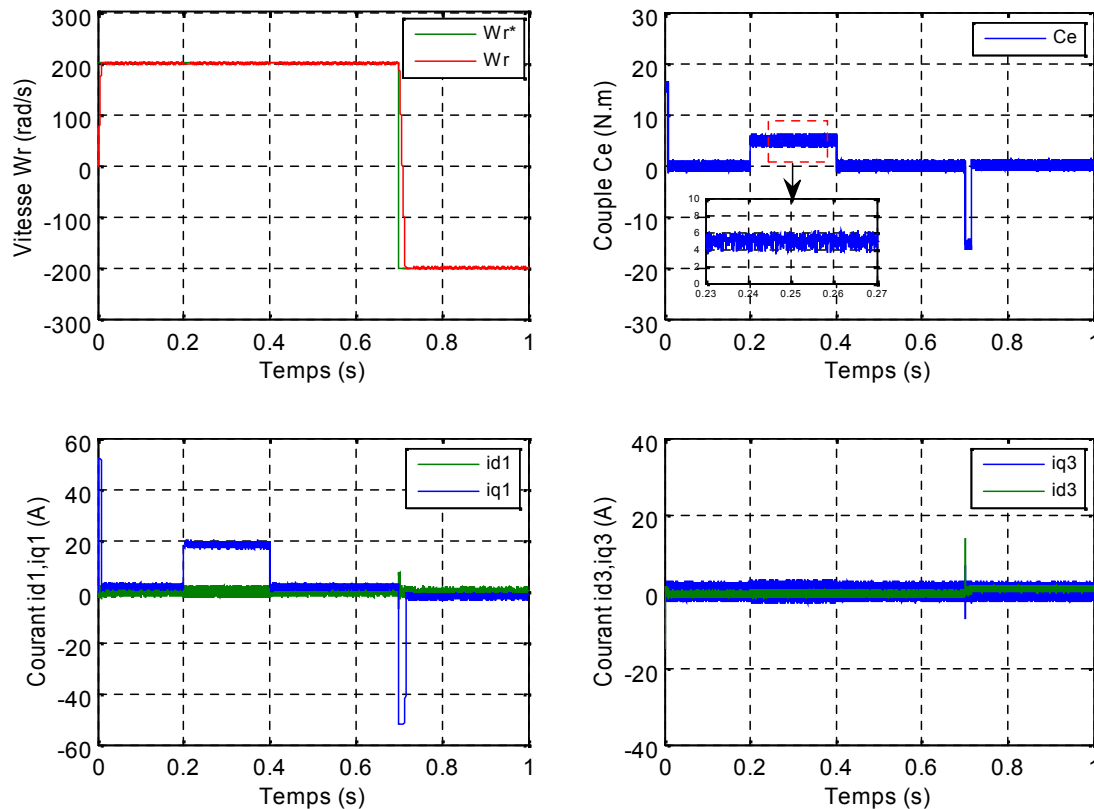 300
200
100
0
-100
-200
-300
0 0.2 0.4 0.6 0.8 1
Temps (s)
Vitesse Wr (rad/s)
Wr*
Wr
30
20
10
0
-10
-20
-30
0 0.2 0.4 0.6 0.8 1
Temps (s)
Couple Ce (N.m)
Ce
10
8
6
4
2
0
0.23 0.24 0.25 0.26 0.27
60
40
20
0
-20
-40
-60
0 0.2 0.4 0.6 0.8 1
Temps (s)
Courant id1,iq1 (A)
id1
iq1
40
20
0
-20
-40
0 0.2 0.4 0.6 0.8 1
Temps (s)
Courant id3,iq3 (A)
iq3
id3